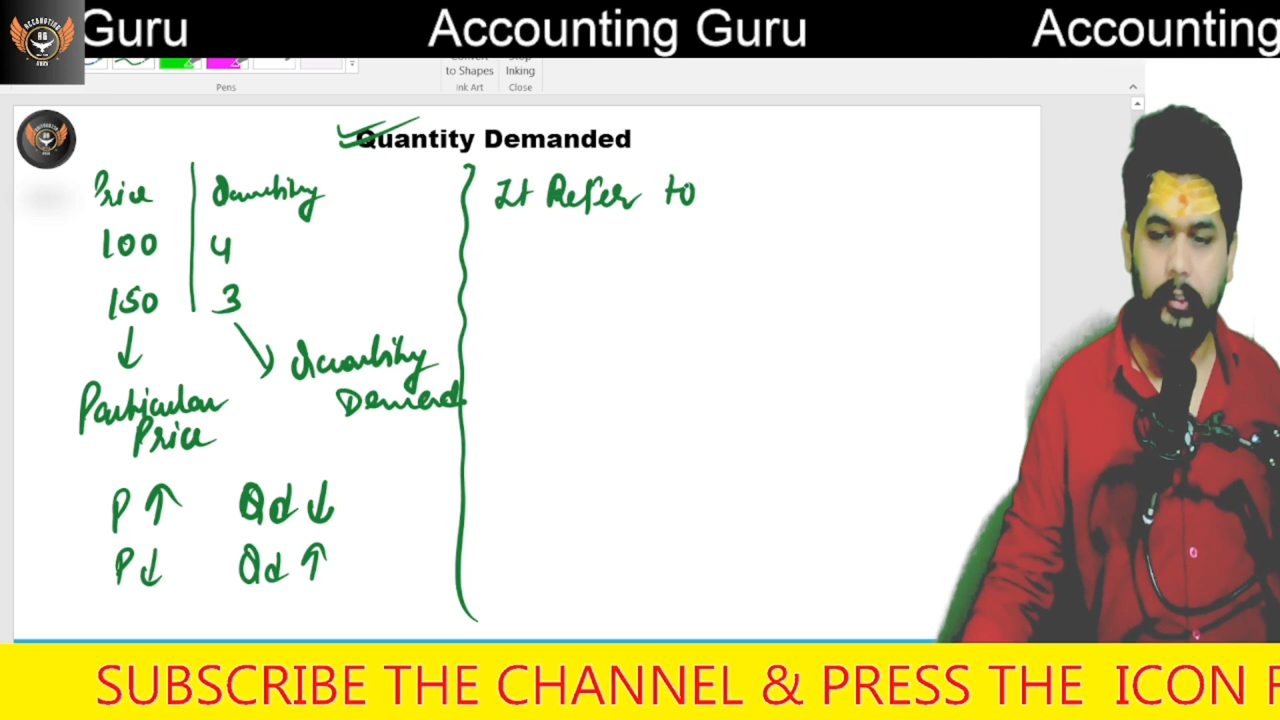 Guru Accounting Guru Accounting
Convert Stop
to Shapes Inking
Pens Ink Art Close
Quantity Demanded
Price Quantity
100 4
150 3
Particular
Price
Quantity
Demand
P ↑ Qd ↓
P ↓ Qd ↑
It Refer to
SUBSCRIBE THE CHANNEL & PRESS THE ICON F